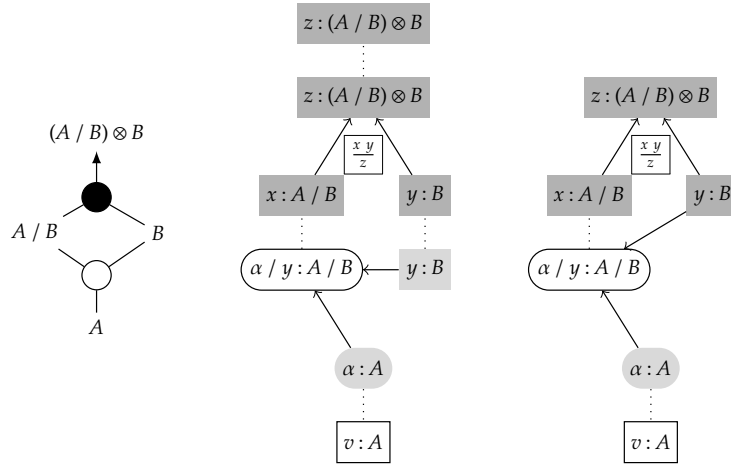 (A / B) ⊗ B
A / B
B
A
z : (A / B) ⊗ B
z : (A / B) ⊗ B
x y
z
x : A / B
y : B
α / y : A / B
y : B
α : A
v : A
z : (A / B) ⊗ B
x y
z
x : A / B
y : B
α / y : A / B
α : A
v : A